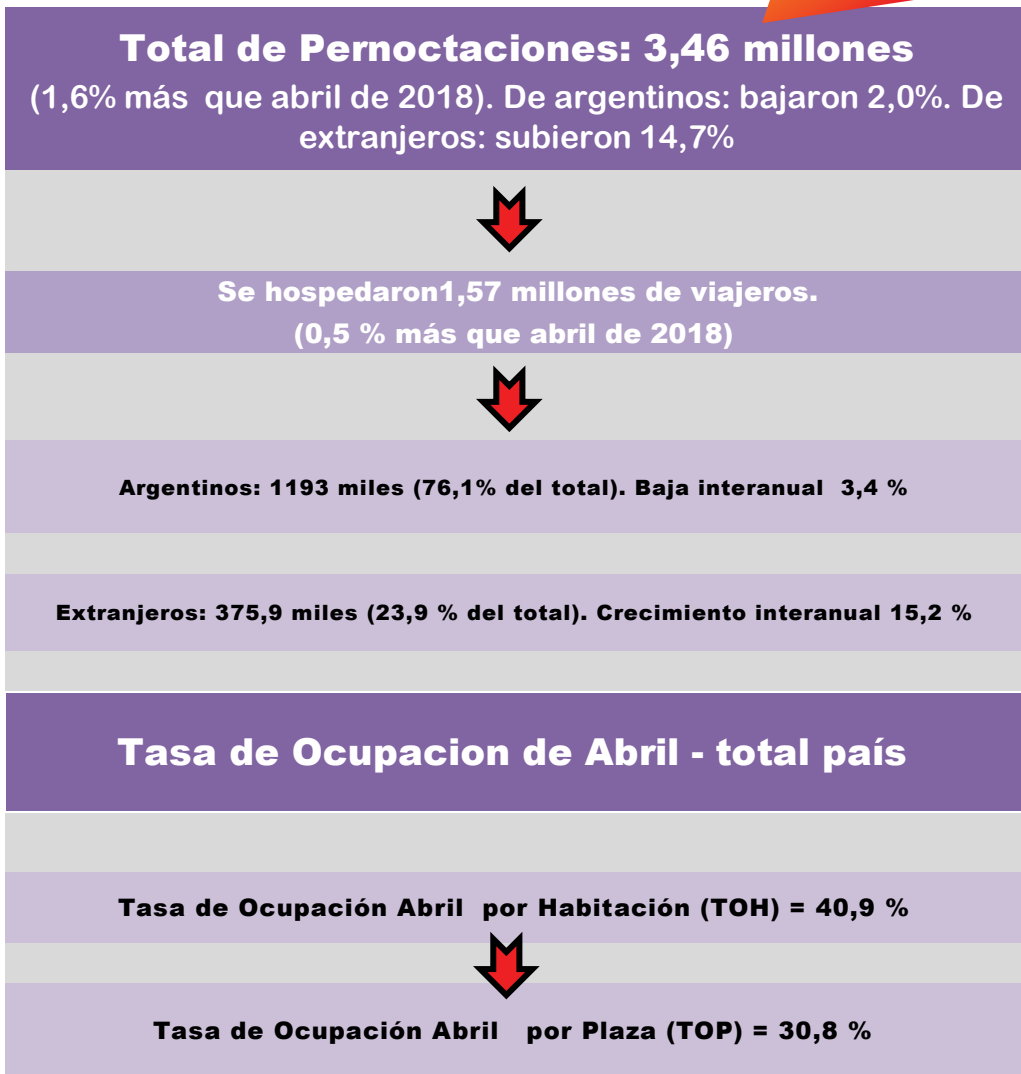 Total de Pernoctaciones: 3,46 millones
(1,6% más que abril de 2018). De argentinos: bajaron 2,0%. De
extranjeros: subieron 14,7%
Se hospedaron1,57 millones de viajeros.
(0,5 % más que abril de 2018)
Argentinos: 1193 miles (76,1% del total). Baja interanual 3,4 %
Extranjeros: 375,9 miles (23,9 % del total). Crecimiento interanual 15,2 %
Tasa de Ocupacion de Abril - total país
Tasa de Ocupación Abril por Habitación (TOH) = 40,9 %
Tasa de Ocupación Abril por Plaza (TOP) = 30,8 %